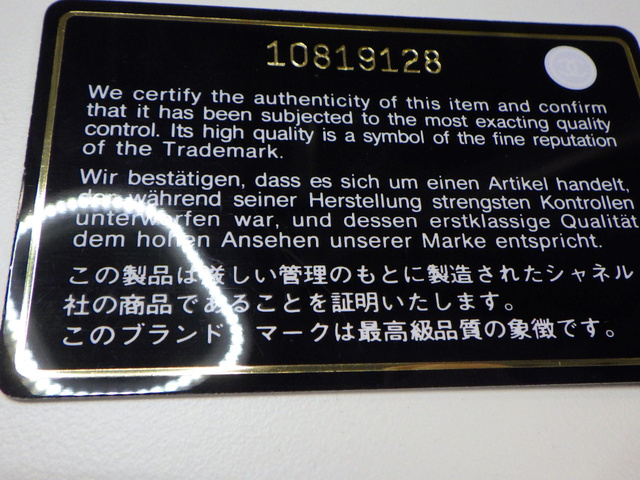 10819128
We certify the authenticity of this item and confirm
that it has been subjected to the most exacting quality
control. Its high quality is a symbol of the fine reputation
of the Trademark.
Wir bestätigen, dass es sich um einen Artikel handelt,
der während seiner Herstellung strengsten Kontrollen
unterworfen war, und dessen erstklassige Qualität
dem hohen Ansehen unserer Marke entspricht.
この製品は厳しい管理のもとに製造されたシャネル
社の商品であることを証明いたします。
このブランド マークは最高級品質の象徴です。